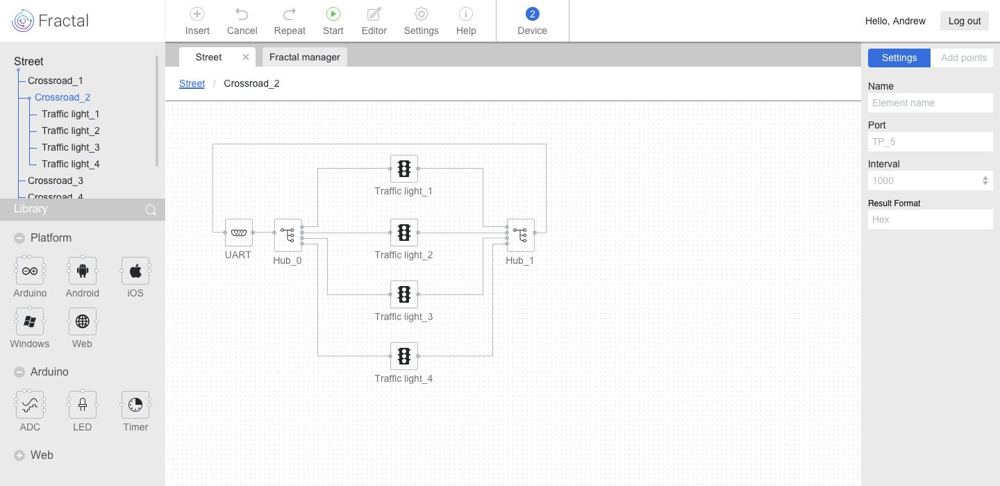 Fractal
Insert
Cancel
Repeat
Start
Editor
Settings
Help
2
Device
Hello, Andrew
Log out
Street
Crossroad_1
Crossroad_2
Traffic light_1
Traffic light_2
Traffic light_3
Traffic light_4
Crossroad_3
Crossroad_4
Library
Platform
Arduino
Android
iOS
Windows
Web
Arduino
ADC
LED
Timer
Web
Street
Fractal manager
Street / Crossroad_2
Traffic light_1
UART
Hub_0
Traffic light_2
Hub_1
Traffic light_3
Traffic light_4
Settings
Add points
Name
Element name
Port
TP_5
Interval
1000
Result Format
Hex